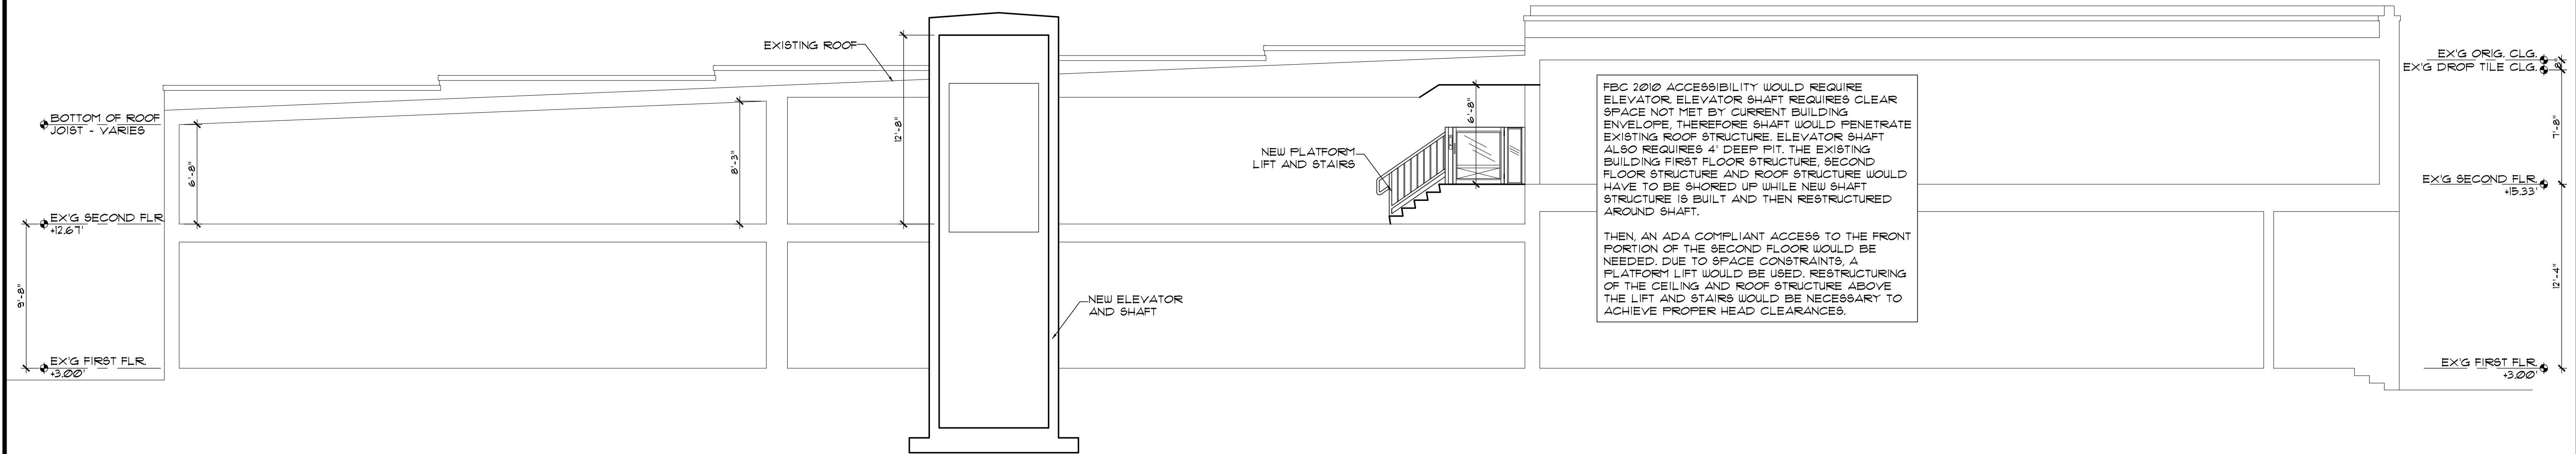 EXISTING ROOF
BOTTOM OF ROOF
JOIST - VARIES
6'-8"
8'-3"
12'-8"
EX'G SECOND FLR.
+12.67'
9'-8"
EX'G FIRST FLR.
+3.00'
NEW ELEVATOR
AND SHAFT
NEW PLATFORM
LIFT AND STAIRS
6'-8"
FBC 2010 ACCESSIBILITY WOULD REQUIRE
ELEVATOR. ELEVATOR SHAFT REQUIRES CLEAR
SPACE NOT MET BY CURRENT BUILDING
ENVELOPE, THEREFORE SHAFT WOULD PENETRATE
EXISTING ROOF STRUCTURE. ELEVATOR SHAFT
ALSO REQUIRES 4' DEEP PIT. THE EXISTING
BUILDING FIRST FLOOR STRUCTURE, SECOND
FLOOR STRUCTURE AND ROOF STRUCTURE WOULD
HAVE TO BE SHORED UP WHILE NEW SHAFT
STRUCTURE IS BUILT AND THEN RESTRUCTURED
AROUND SHAFT.
THEN, AN ADA COMPLIANT ACCESS TO THE FRONT
PORTION OF THE SECOND FLOOR WOULD BE
NEEDED. DUE TO SPACE CONSTRAINTS, A
PLATFORM LIFT WOULD BE USED. RESTRUCTURING
OF THE CEILING AND ROOF STRUCTURE ABOVE
THE LIFT AND STAIRS WOULD BE NECESSARY TO
ACHIEVE PROPER HEAD CLEARANCES.
EX'G ORIG. CLG.
EX'G DROP TILE CLG.
8"
7'-8"
EX'G SECOND FLR.
+15.33'
12'-4"
EX'G FIRST FLR.
+3.00'